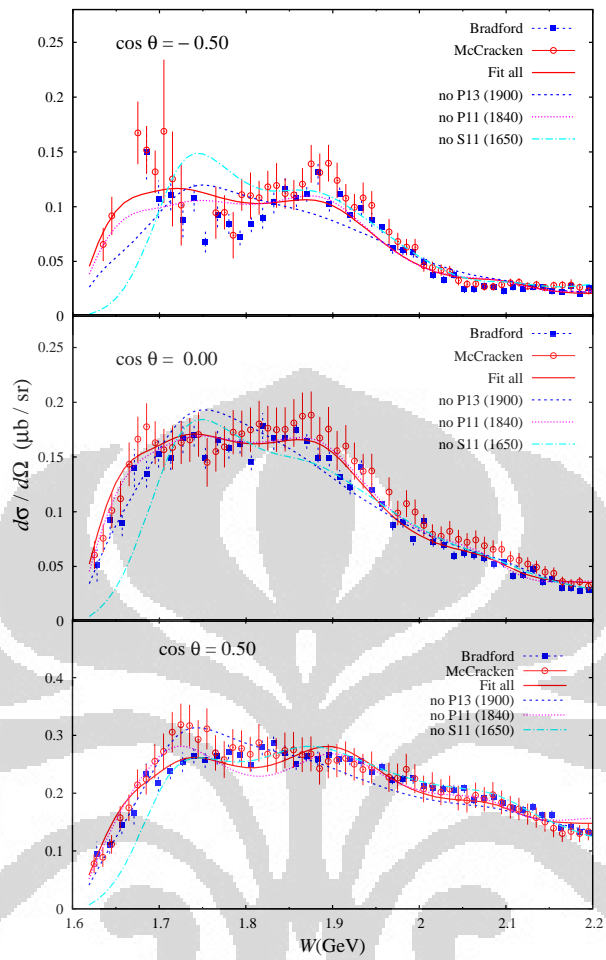 0.25
cos θ = − 0.50
Bradford
McCracken
Fit all
no P13 (1900)
no P11 (1840)
no S11 (1650)
0.2
0.15
0.1
0.05
0
0.25
cos θ = 0.00
Bradford
McCracken
Fit all
no P13 (1900)
no P11 (1840)
no S11 (1650)
0.2
0.15
0.1
0.05
0
dσ / dΩ (μb / sr)
cos θ = 0.50
Bradford
McCracken
Fit all
no P13 (1900)
no P11 (1840)
no S11 (1650)
0.4
0.3
0.2
0.1
0
1.6 1.7 1.8 1.9 2 2.1 2.2
W(GeV)